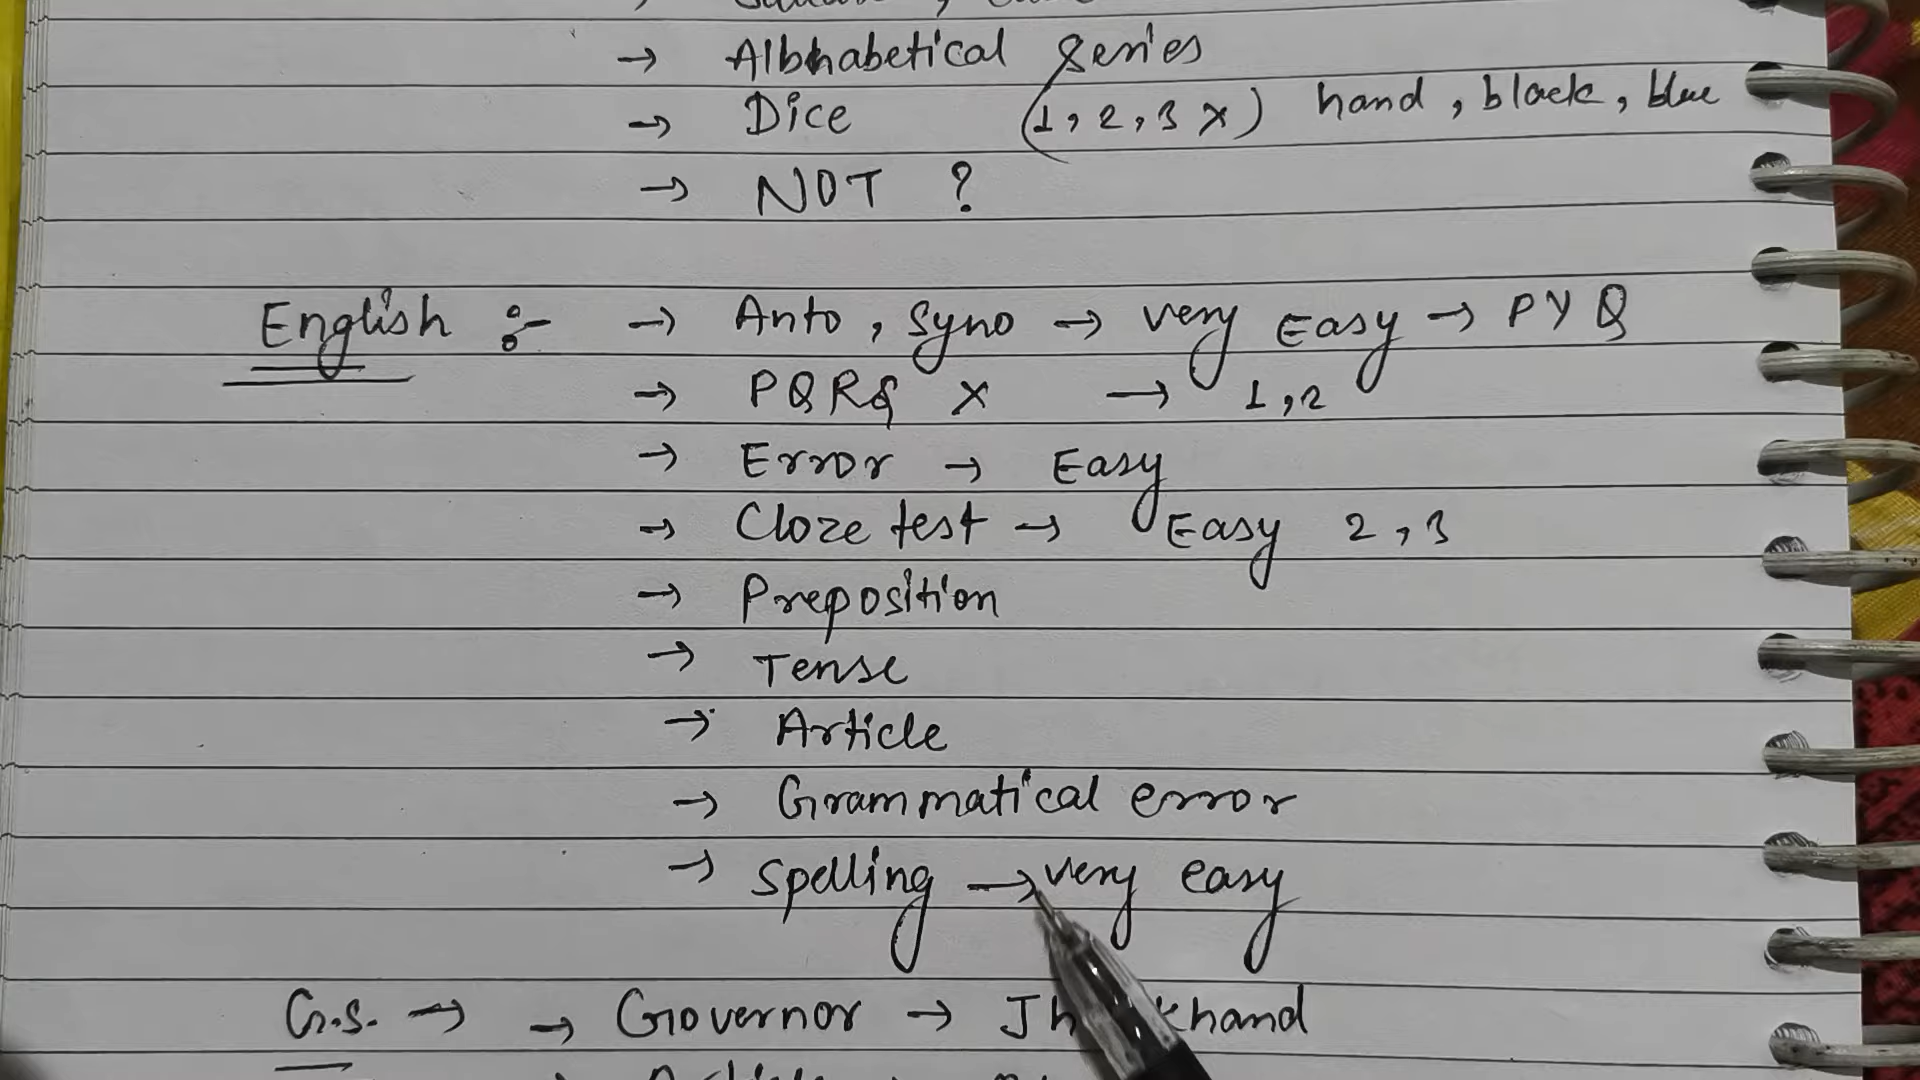 → Albhabetical Series
→ Dice (1, 2, 3 x) hand, black, blue
→ NOT ?
English :- → Anto, Syno → very Easy → PYQ
→ PQRS X → 1, 2
→ Error → Easy
→ Cloze test → Easy 2, 3
→ Preposition
→ Tense
→ Article
→ Grammatical error
→ Spelling → very easy
G.S. → → Governor →